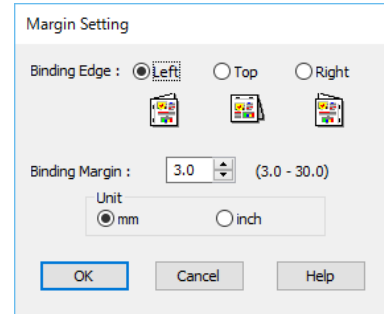 Margin Setting
Binding Edge : Left Top Right
Binding Margin : 3.0 (3.0 - 30.0)
Unit
mm inch
OK Cancel Help